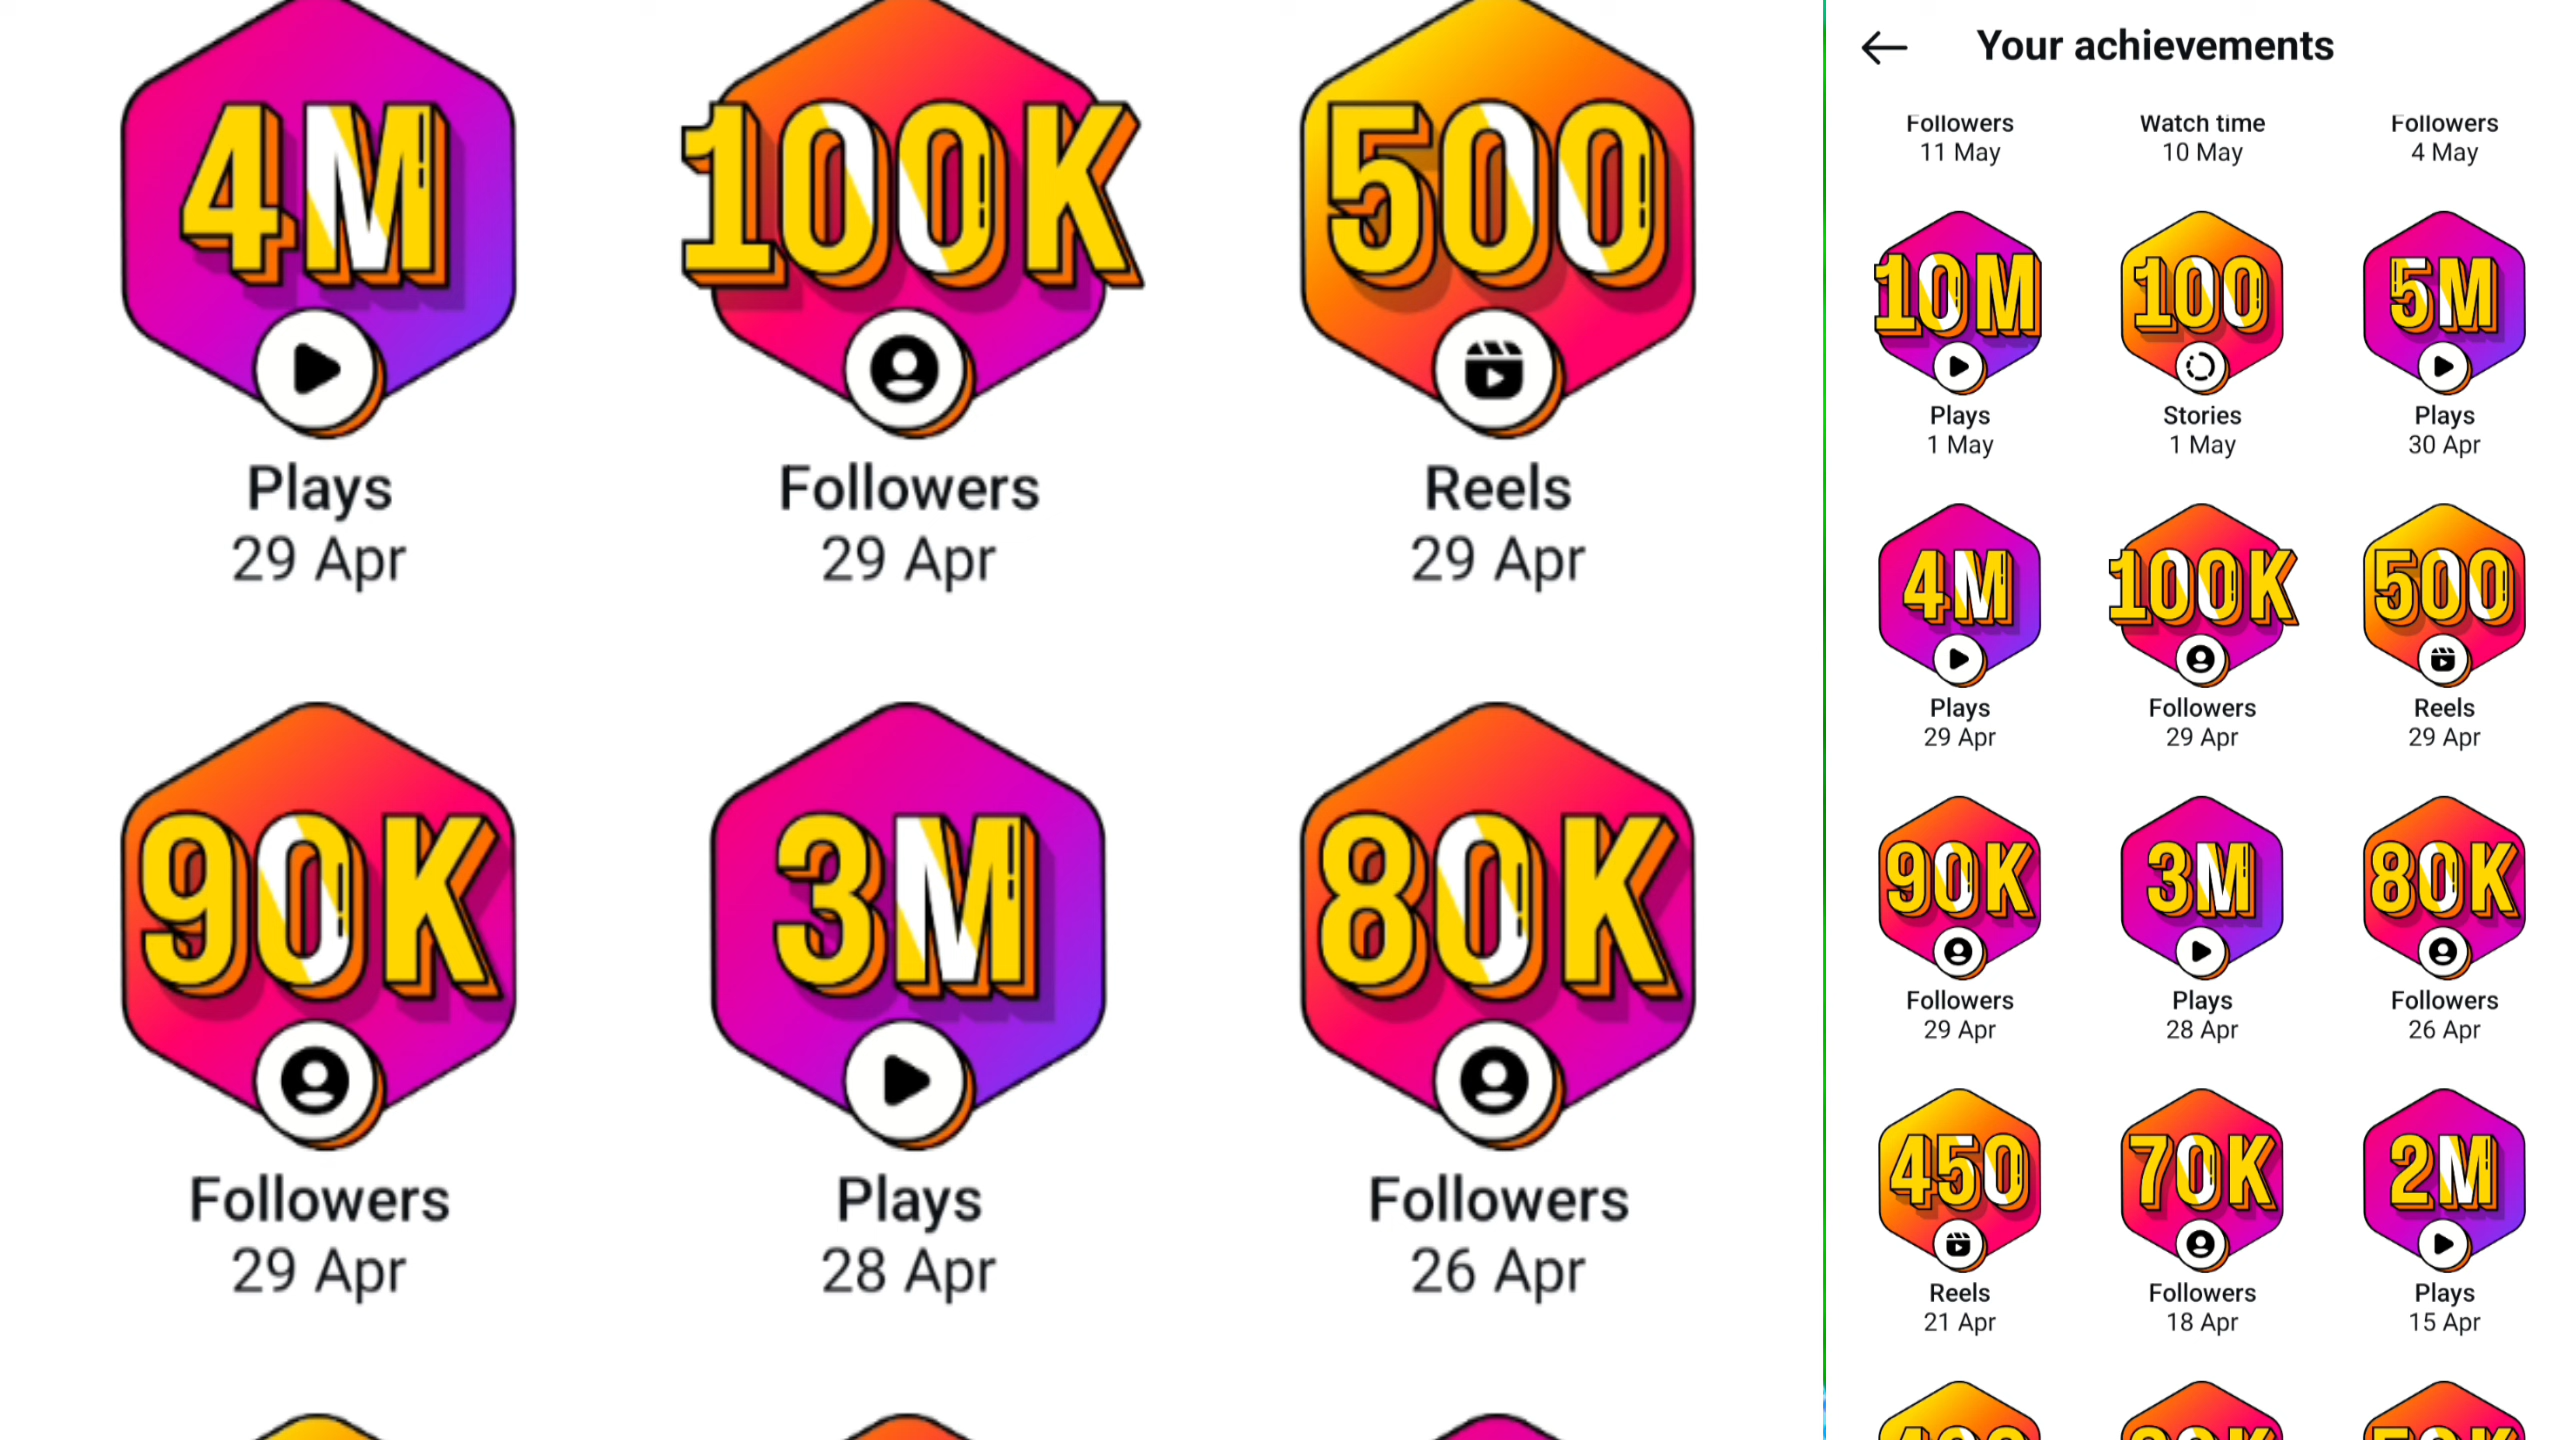 4M
100K
500
Plays
Followers
Reels
29 Apr
29 Apr
29 Apr
90K
3M
80K
Followers
Plays
Followers
29 Apr
28 Apr
26 Apr
Your achievements
Followers
Watch time
Followers
11 May
10 May
4 May
10M
100
5M
Plays
Stories
Plays
1 May
1 May
30 Apr
4M
100K
500
Plays
Followers
Reels
29 Apr
29 Apr
29 Apr
90K
3M
80K
Followers
Plays
Followers
29 Apr
28 Apr
26 Apr
450
70K
2M
Reels
Followers
Plays
21 Apr
18 Apr
15 Apr